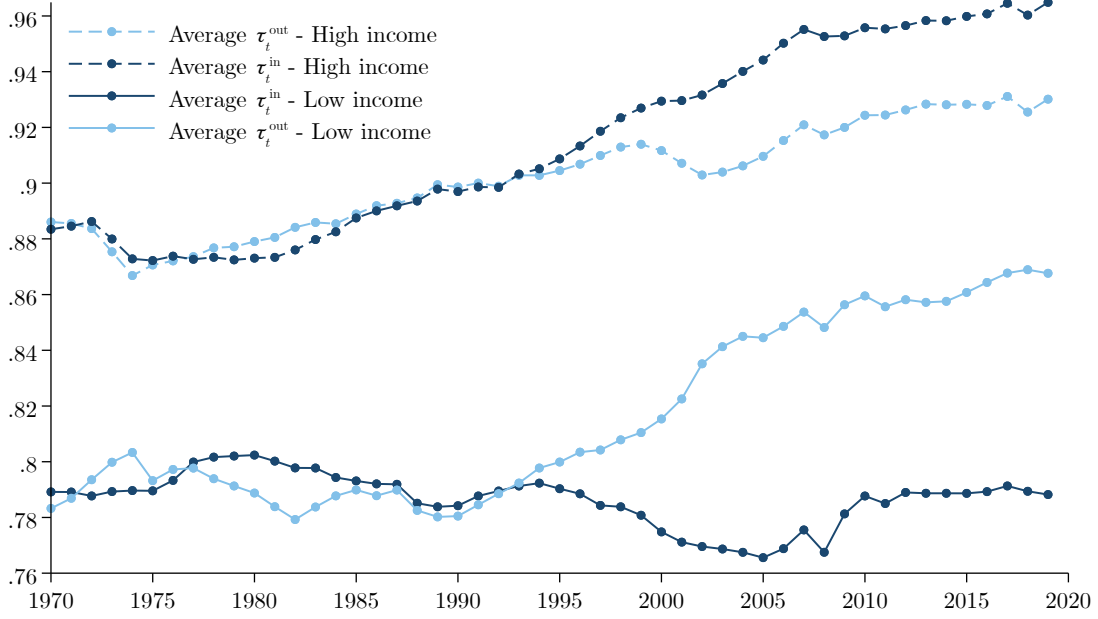 .96
.94
.92
.9
.88
.86
.84
.82
.8
.78
.76
Average τ_t^out - High income
Average τ_t^in - High income
Average τ_t^in - Low income
Average τ_t^out - Low income
1970 1975 1980 1985 1990 1995 2000 2005 2010 2015 2020